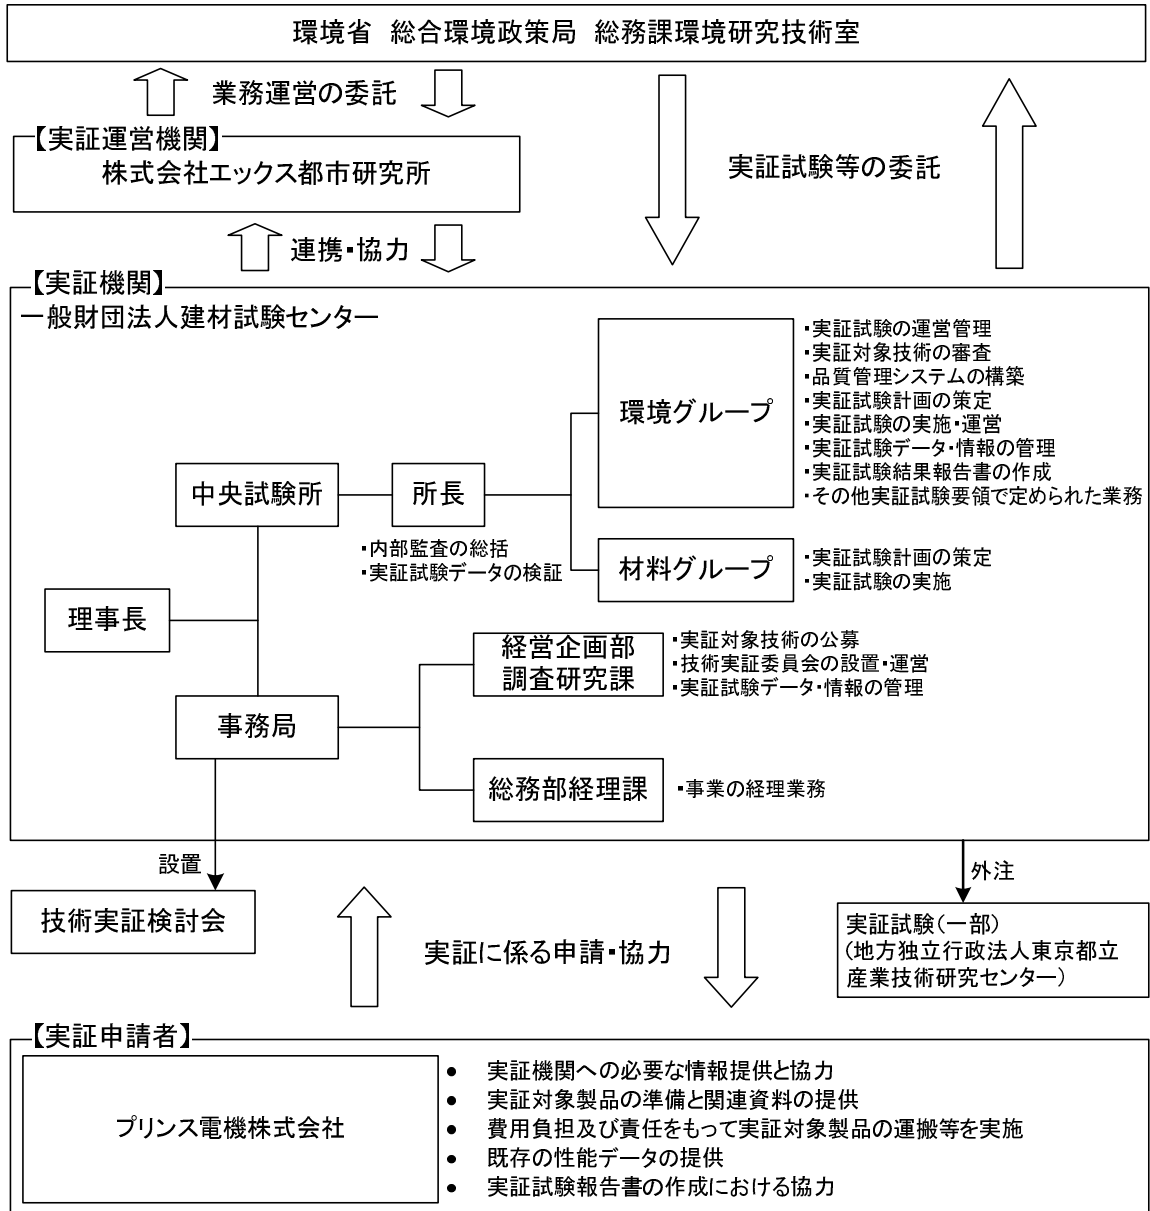 環境省　総合環境政策局　総務課環境研究技術室
業務運営の委託
【実証運営機関】
株式会社エックス都市研究所
実証試験等の委託
連携・協力
【実証機関】
一般財団法人建材試験センター
環境グループ
・実証試験の運営管理
・実証対象技術の審査
・品質管理システムの構築
・実証試験計画の策定
・実証試験の実施・運営
・実証試験データ・情報の管理
・実証試験結果報告書の作成
・その他実証試験要領で定められた業務
中央試験所
所長
・内部監査の総括
・実証試験データの検証
材料グループ
・実証試験計画の策定
・実証試験の実施
理事長
経営企画部
調査研究課
・実証対象技術の公募
・技術実証委員会の設置・運営
・実証試験データ・情報の管理
事務局
総務部経理課
・事業の経理業務
設置
外注
技術実証検討会
実証に係る申請・協力
実証試験(一部)
(地方独立行政法人東京都立
産業技術研究センター)
【実証申請者】
プリンス電機株式会社
● 実証機関への必要な情報提供と協力
● 実証対象製品の準備と関連資料の提供
● 費用負担及び責任をもって実証対象製品の運搬等を実施
● 既存の性能データの提供
● 実証試験報告書の作成における協力